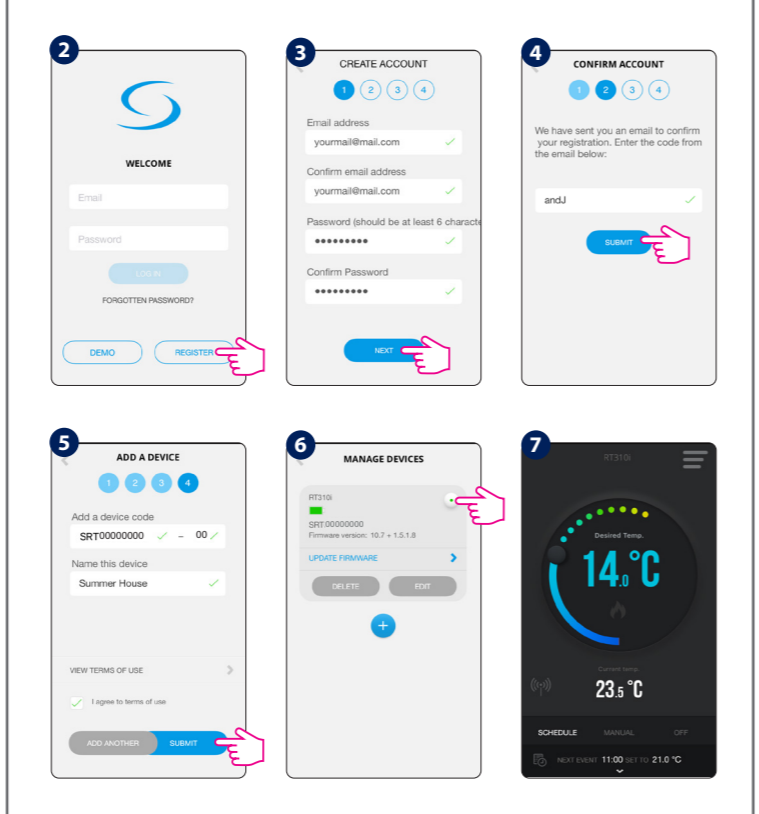 2
WELCOME
Email
Password
LOG IN
FORGOTTEN PASSWORD?
DEMO
REGISTER
3
CREATE ACCOUNT
1 2 3 4
Email address
yourmail@mail.com
Confirm email address
yourmail@mail.com
Password (should be at least 6 characte
•••••••••
Confirm Password
•••••••••
NEXT
4
CONFIRM ACCOUNT
1 2 3 4
We have sent you an email to confirm
your registration. Enter the code from
the email below:
andJ
SUBMIT
5
ADD A DEVICE
1 2 3 4
Add a device code
SRT00000000 – 00
Name this device
Summer House
VIEW TERMS OF USE
I agree to terms of use
ADD ANOTHER SUBMIT
6
MANAGE DEVICES
RT310i
SRT:00000000
Firmware version: 10.7 + 1.5.1.8
UPDATE FIRMWARE
DELETE EDIT
+
7
RT310i
Desired Temp.
14.0 °C
Current temp.
23.5 °C
SCHEDULE MANUAL OFF
NEXT EVENT 11:00 SET TO 21.0 °C